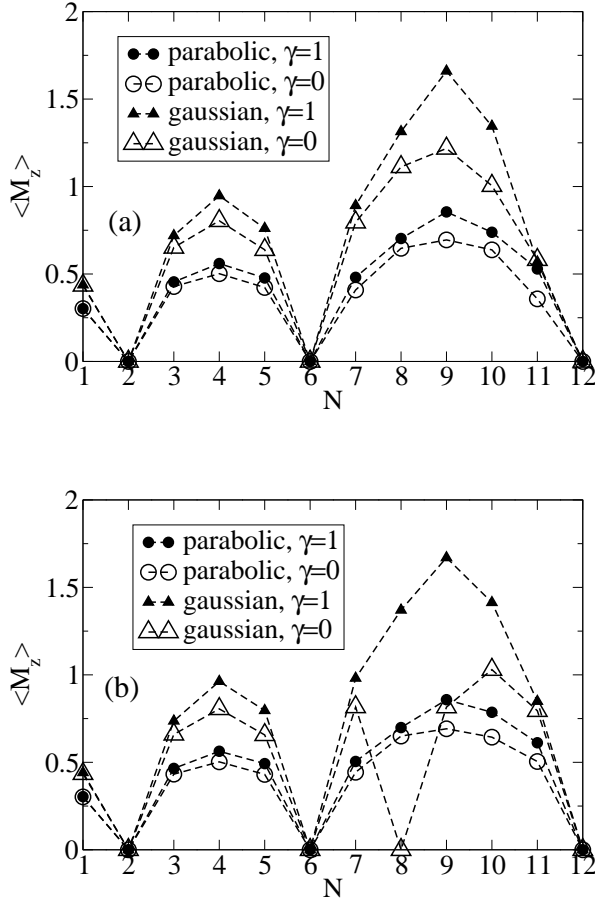 2
1.5
1
0.5
0
<M_z>
parabolic, γ=1
parabolic, γ=0
gaussian, γ=1
gaussian, γ=0
(a)
1 2 3 4 5 6 7 8 9 10 11 12
N
2
1.5
1
0.5
0
<M_z>
parabolic, γ=1
parabolic, γ=0
gaussian, γ=1
gaussian, γ=0
(b)
1 2 3 4 5 6 7 8 9 10 11 12
N